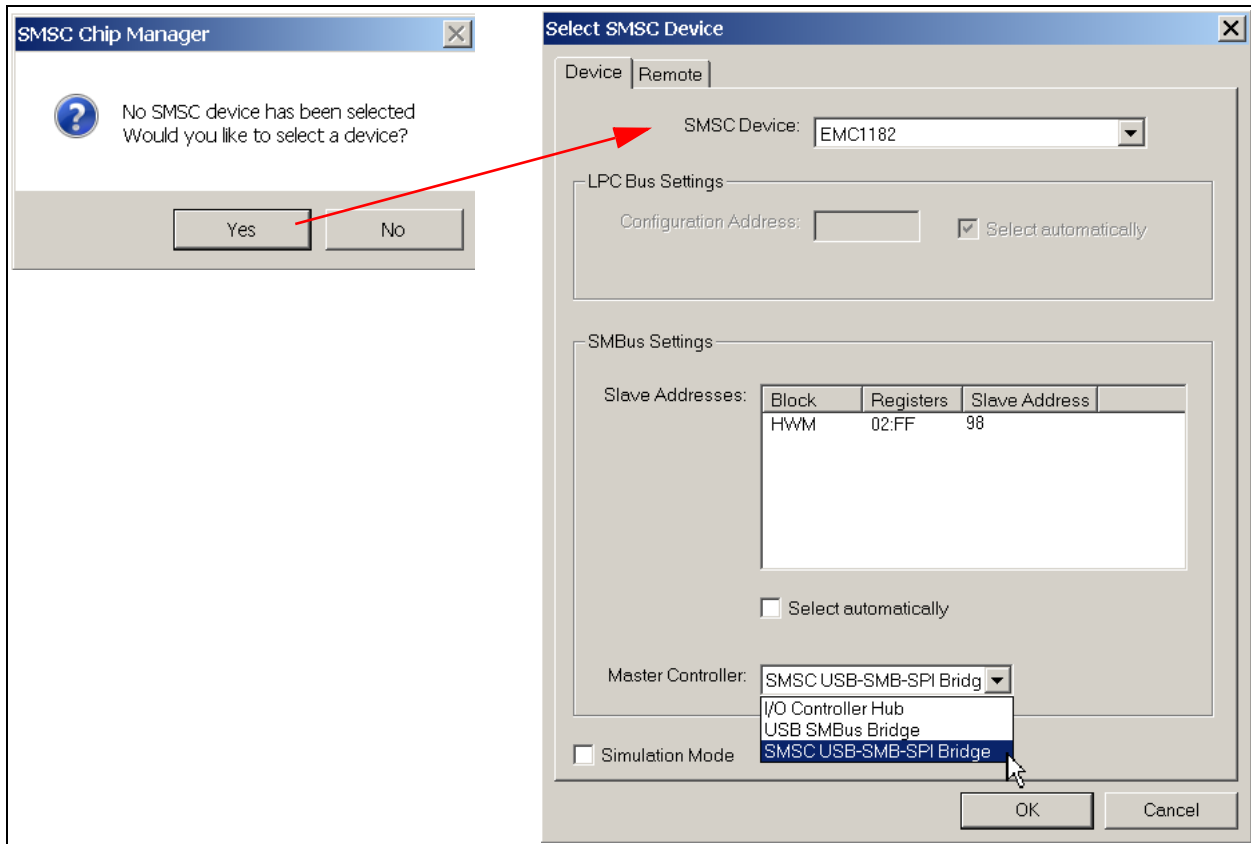 SMSC Chip Manager
No SMSC device has been selected
Would you like to select a device?
Yes
No
Select SMSC Device
Device
Remote
SMSC Device:
EMC1182
LPC Bus Settings
Configuration Address:
Select automatically
SMBus Settings
Slave Addresses:
Block Registers Slave Address
HWM 02:FF 98
Select automatically
Master Controller:
SMSC USB-SMB-SPI Bridg
I/O Controller Hub
USB SMBus Bridge
SMSC USB-SMB-SPI Bridge
Simulation Mode
OK
Cancel